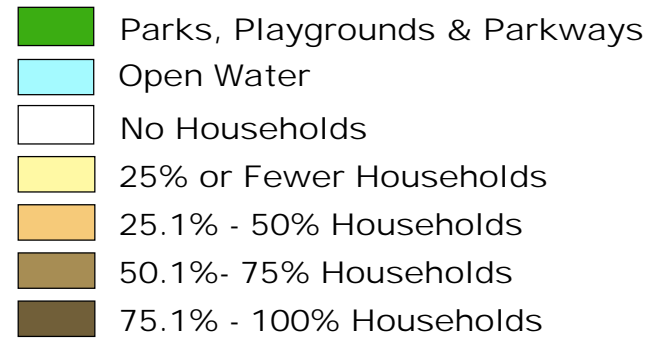 Parks, Playgrounds & Parkways
Open Water
No Households
25% or Fewer Households
25.1% - 50% Households
50.1%- 75% Households
75.1% - 100% Households